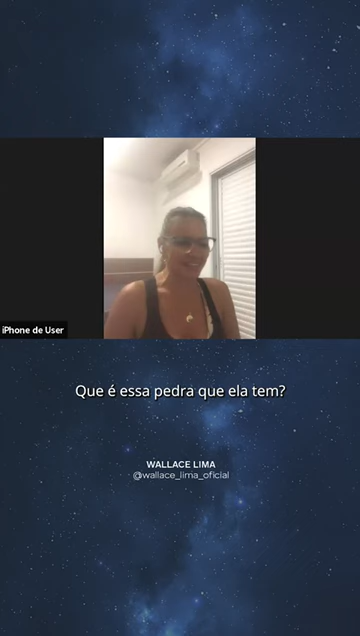 iPhone de User
Que é essa pedra que ela tem?
WALLACE LIMA
@wallace_lima_oficial